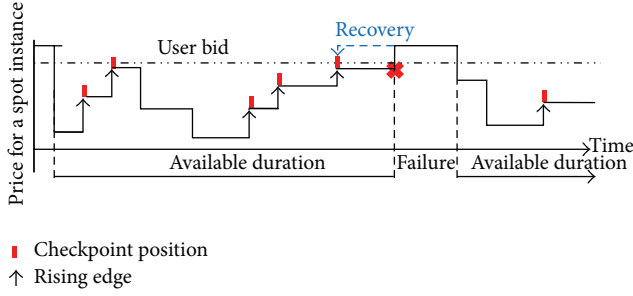 Recovery
User bid
Price for a spot instance
Time
Available duration
Failure
Available duration
Checkpoint position
Rising edge